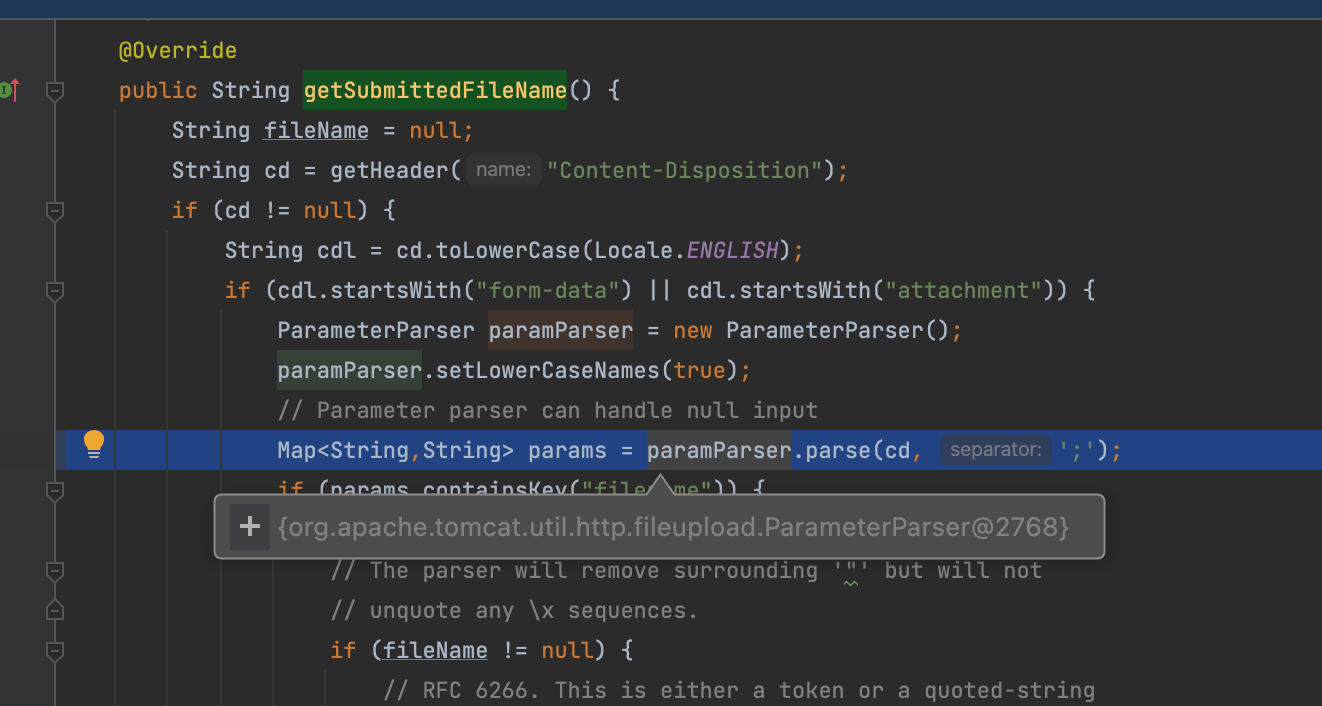 @Override
public String getSubmittedFileName() {
String fileName = null;
String cd = getHeader( name: "Content-Disposition");
if (cd != null) {
String cdl = cd.toLowerCase(Locale.ENGLISH);
if (cdl.startsWith("form-data") || cdl.startsWith("attachment")) {
ParameterParser paramParser = new ParameterParser();
paramParser.setLowerCaseNames(true);
// Parameter parser can handle null input
Map<String,String> params = paramParser.parse(cd, separator: ';');
if (params.containsKey("filename")) {
+ {org.apache.tomcat.util.http.fileupload.ParameterParser@2768}
// The parser will remove surrounding '"' but will not
// unquote any \x sequences.
if (fileName != null) {
// RFC 6266. This is either a token or a quoted-string